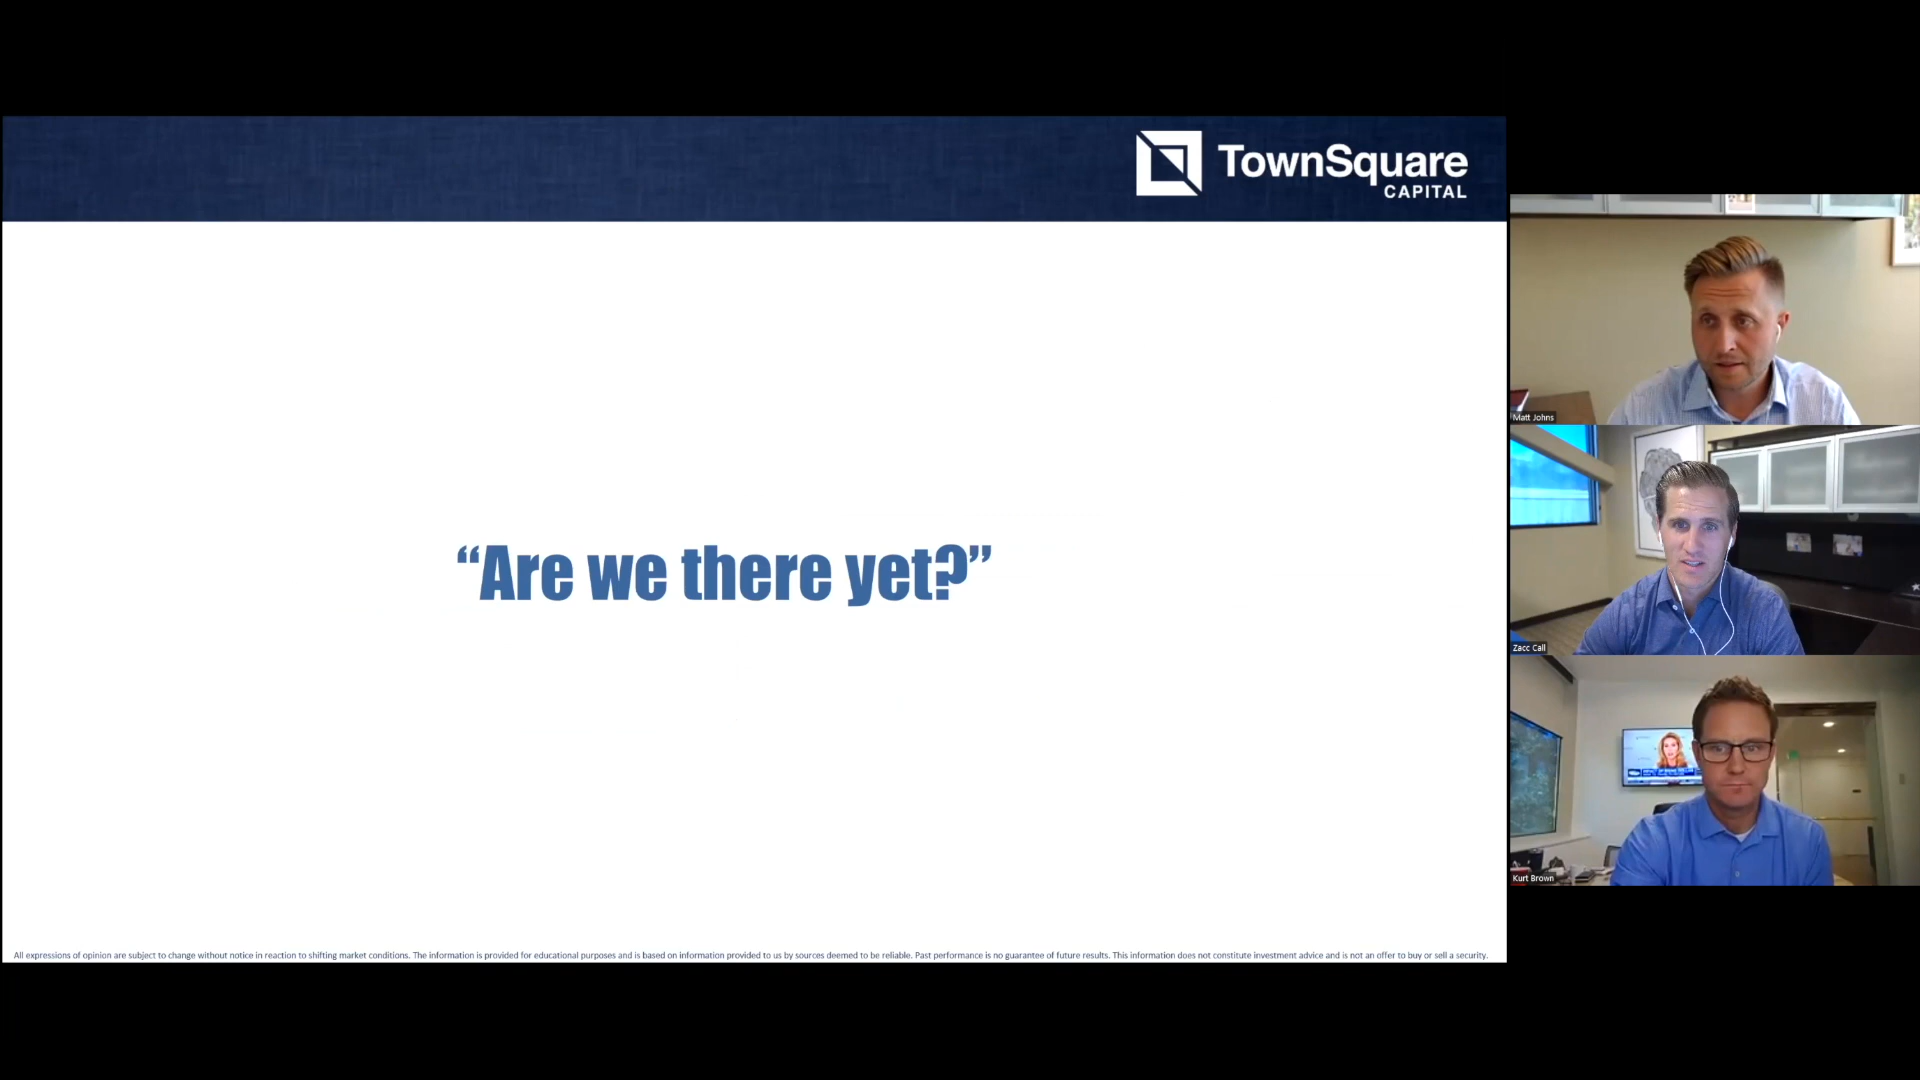 TownSquare
CAPITAL
“Are we there yet?”
All expressions of opinion are subject to change without notice in reaction to shifting market conditions. The information is provided for educational purposes and is based on information provided to us by sources deemed to be reliable. Past performance is no guarantee of future results. This information does not constitute investment advice and is not an offer to buy or sell a security.
Matt Johns
Zacc Call
Kurt Brown